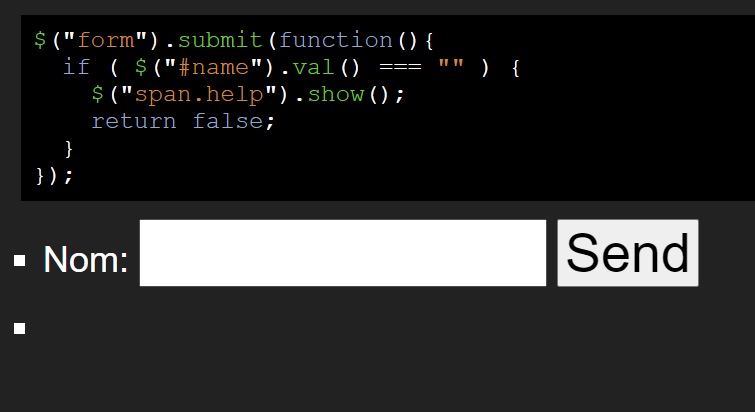 $("form").submit(function(){
  if ( $("#name").val() === "" ) {
    $("span.help").show();
    return false;
  }
});
Nom: Send